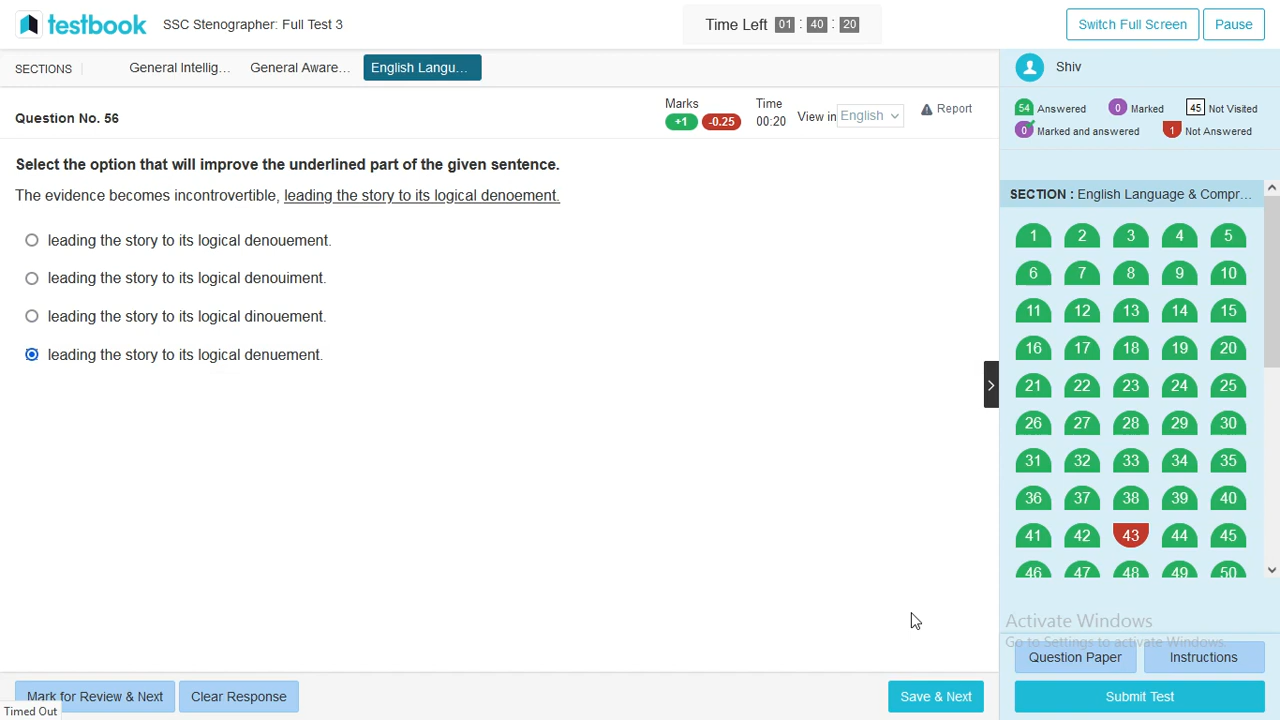 testbook SSC Stenographer: Full Test 3 Time Left 01 : 40 : 20 Switch Full Screen Pause
SECTIONS General Intellig... General Aware... English Langu... Shiv
Question No. 56 Marks +1 -0.25 Time 00:20 View in English Report
54 Answered 0 Marked 45 Not Visited
0 Marked and answered 1 Not Answered
Select the option that will improve the underlined part of the given sentence.
The evidence becomes incontrovertible, leading the story to its logical denoement.
leading the story to its logical denouement.
leading the story to its logical denouiment.
leading the story to its logical dinouement.
leading the story to its logical denuement.
SECTION : English Language & Compr...
1 2 3 4 5
6 7 8 9 10
11 12 13 14 15
16 17 18 19 20
21 22 23 24 25
26 27 28 29 30
31 32 33 34 35
36 37 38 39 40
41 42 43 44 45
46 47 48 49 50
Activate Windows
Go to Settings to activate Windows.
Question Paper Instructions
Mark for Review & Next Clear Response Save & Next Submit Test
Timed Out